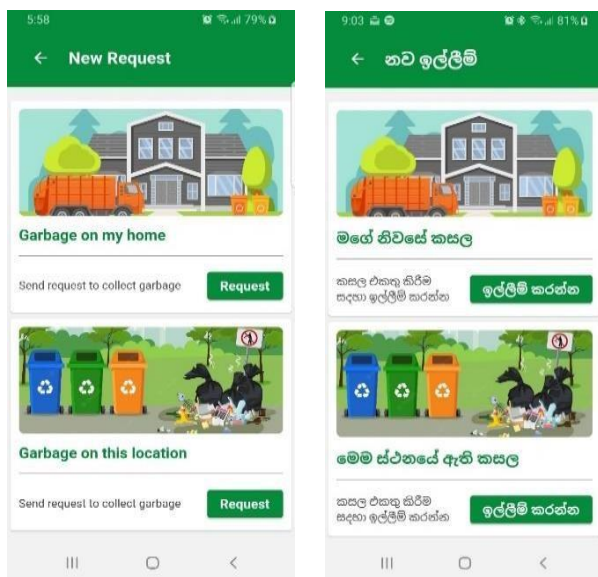 5:58 79%
New Request
Garbage on my home
Send request to collect garbage Request
Garbage on this location
Send request to collect garbage Request
9:03 81%
නව ඉල්ලීම්
මගේ නිවසේ කසල
කසල එකතු කිරීම
සදහා ඉල්ලීම් කරන්න
ඉල්ලීම් කරන්න
මෙම ස්ථනයේ ඇති කසල
කසල එකතු කිරීම
සදහා ඉල්ලීම් කරන්න
ඉල්ලීම් කරන්න